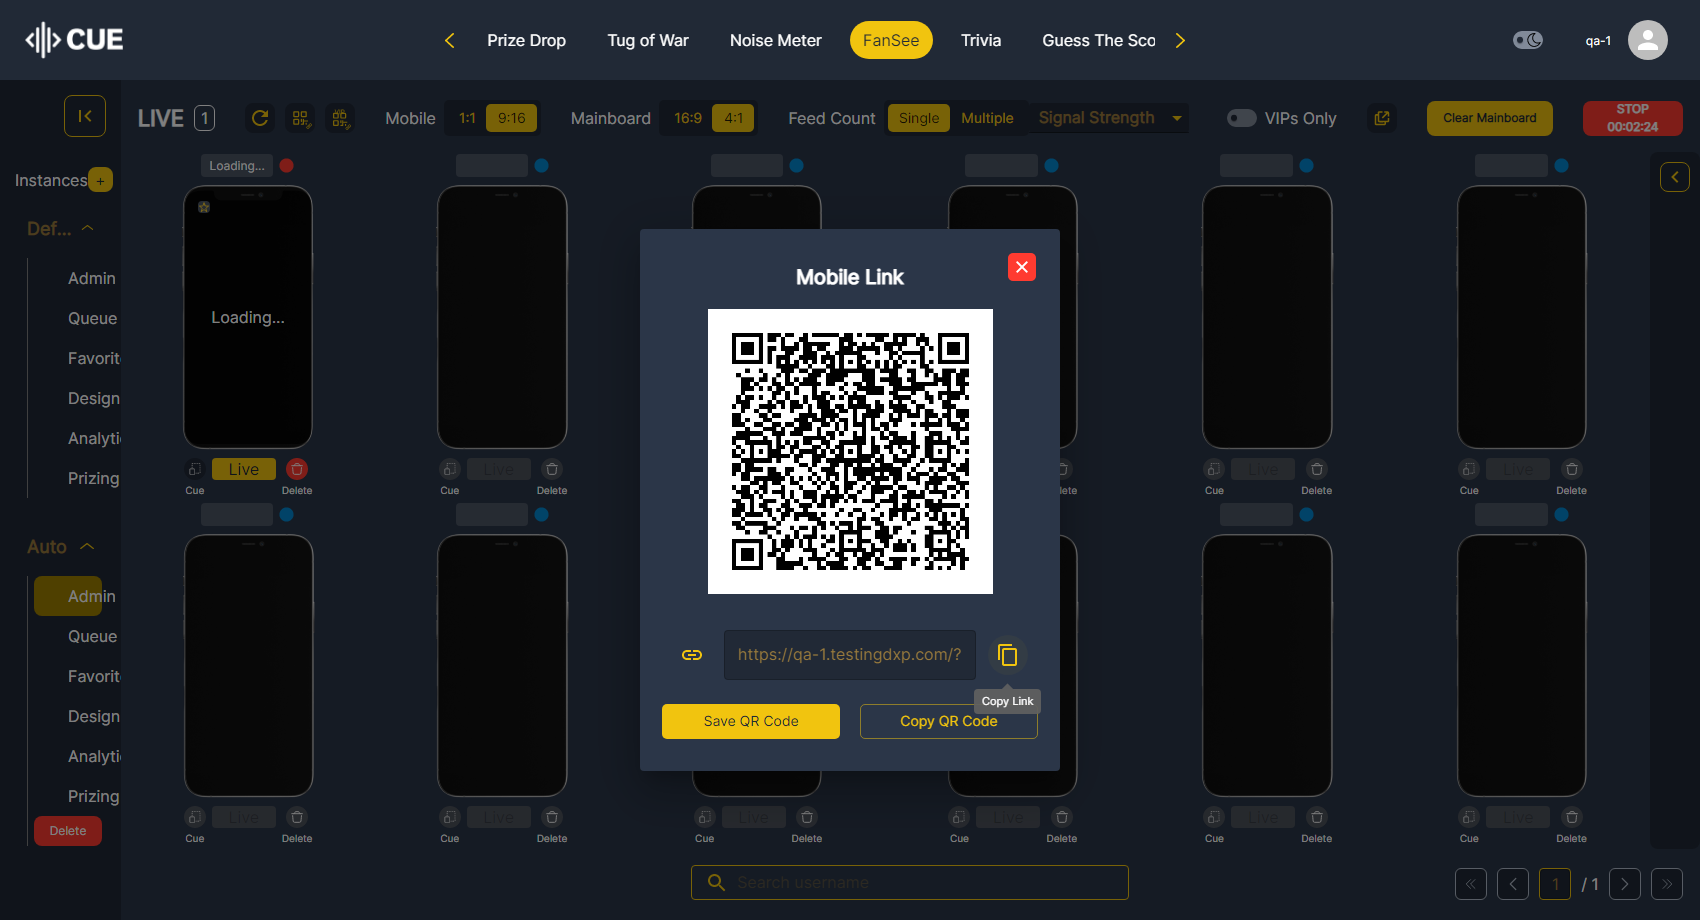 CUE
Prize Drop
Tug of War
Noise Meter
FanSee
Trivia
Guess The Sco
qa-1
LIVE 1
Mobile 1:1 9:16
Mainboard 16:9 4:1
Feed Count Single Multiple
Signal Strength
VIPs Only
Clear Mainboard
STOP
00:02:24
Instances +
Def...
Admin
Queue
Favorit
Design
Analyti
Prizing
Auto
Admin
Queue
Favorit
Design
Analyti
Prizing
Delete
Loading...
Loading...
Live
Cue Delete
Live
Cue Delete
lete
Live
Cue Delete
Live
Cue Delete
Mobile Link
https://qa-1.testingdxp.com/?
Copy Link
Save QR Code
Copy QR Code
Live
Cue Delete
Live
Cue Delete
Live
Cue Delete
Live
Cue Delete
Live
Cue Delete
Live
Cue Delete
Search username
1 / 1